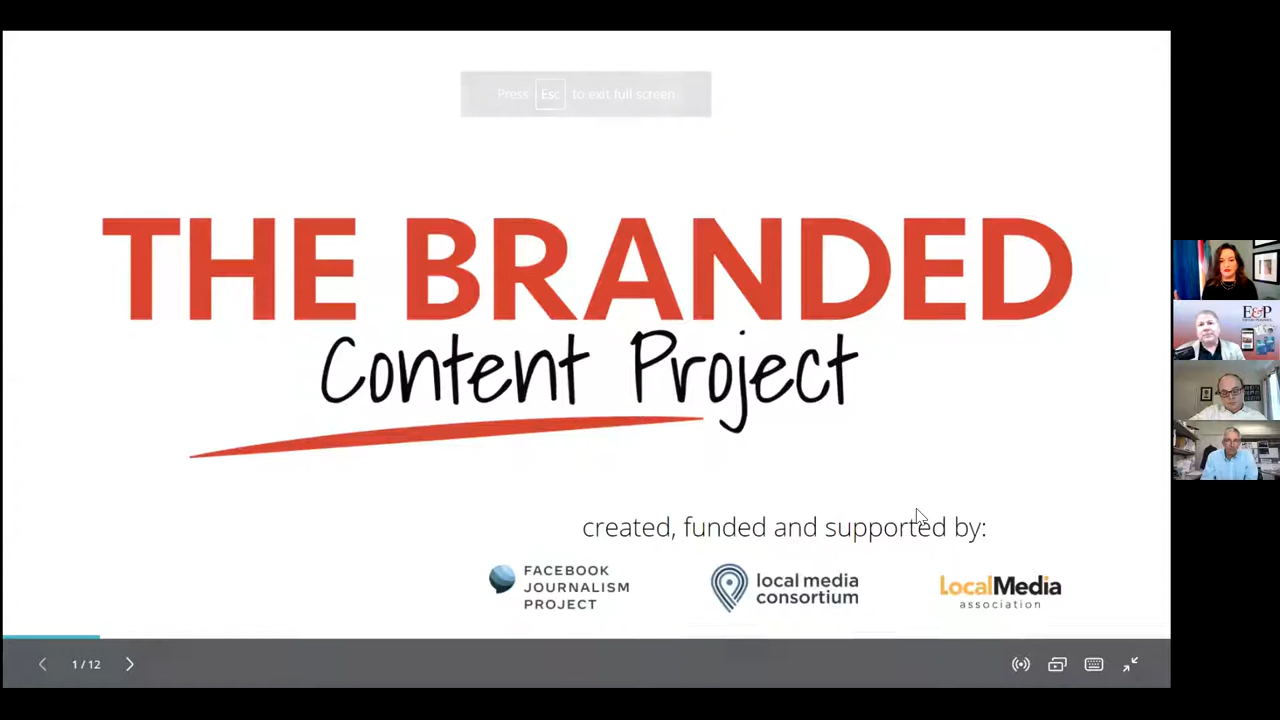 Press Esc to exit full screen
THE BRANDED
Content Project
created, funded and supported by:
FACEBOOK
JOURNALISM
PROJECT
local media
consortium
LocalMedia
association
1 / 12
E&P